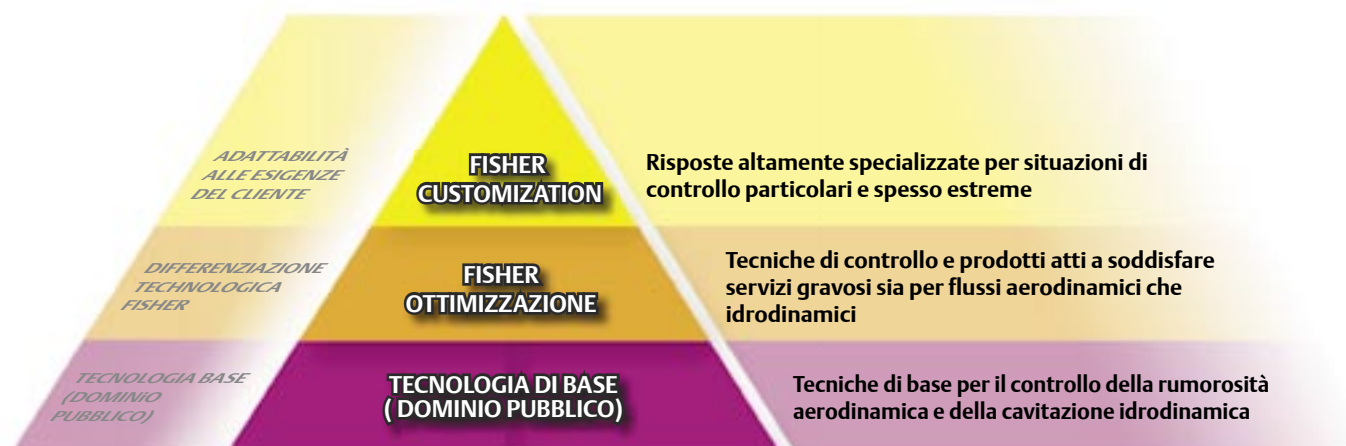 ADATTABILITÀ
ALLE ESIGENZE
DEL CLIENTE
FISHER
CUSTOMIZATION
Risposte altamente specializzate per situazioni di
controllo particolari e spesso estreme
DIFFERENZIAZIONE
TECHNOLOGICA
FISHER
FISHER
OTTIMIZZAZIONE
Tecniche di controllo e prodotti atti a soddisfare
servizi gravosi sia per flussi aerodinamici che
idrodinamici
TECNOLOGIA BASE
(DOMINIO
PUBBLICO)
TECNOLOGIA DI BASE
( DOMINIO PUBBLICO)
Tecniche di base per il controllo della rumorosità
aerodinamica e della cavitazione idrodinamica